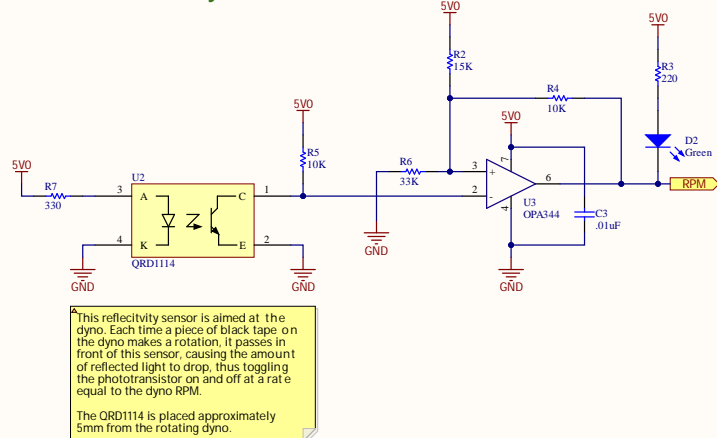 5V0
R2
15K
5V0
R3
220
R4
10K
5V0
R5
10K
5V0
D2
Green
5V0
R7
330
U2
3
A
C
1
4
K
E
2
QRD1114
GND
GND
R6
33K
GND
3
+
2
-
7
4
6
U3
OPA344
C3
.01uF
GND
RPM
This reflecitvity sensor is aimed at the
dyno. Each time a piece of black tape on
the dyno makes a rotation, it passes in
front of this sensor, causing the amount
of reflected light to drop, thus toggling
the phototransistor on and off at a rate
equal to the dyno RPM.
The QRD1114 is placed approximately
5mm from the rotating dyno.